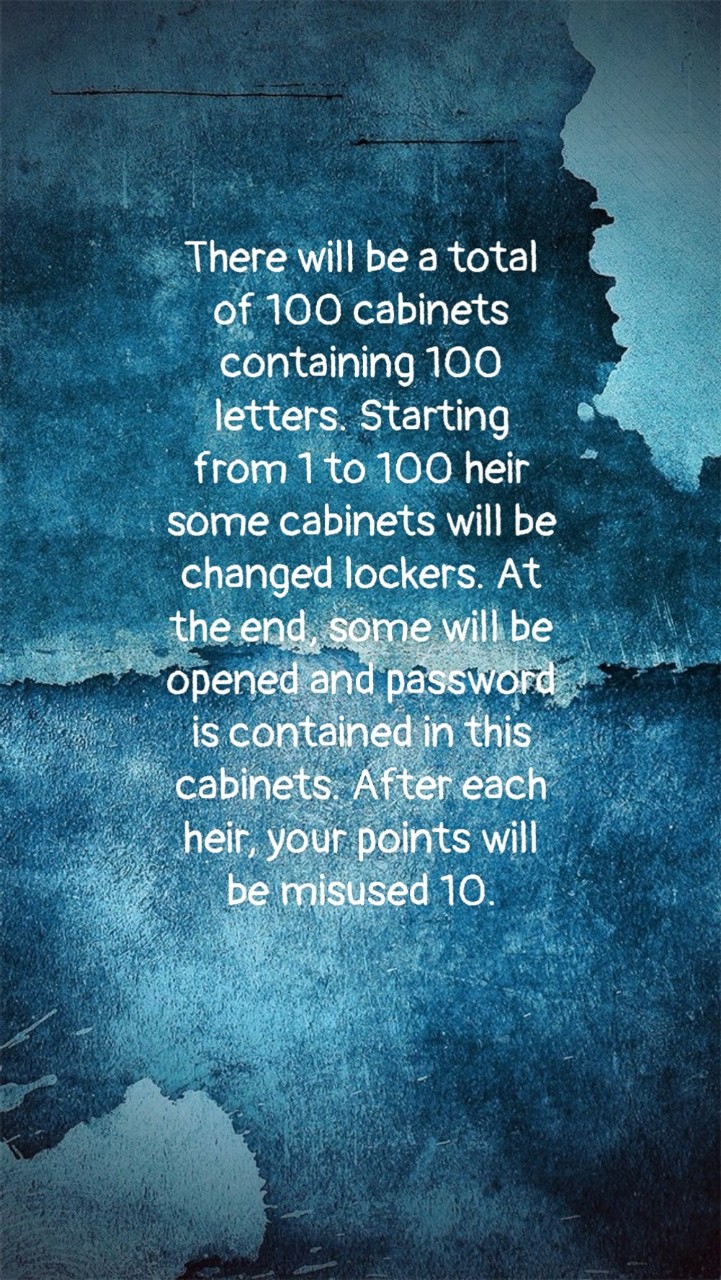 There will be a total
of 100 cabinets
containing 100
letters. Starting
from 1 to 100 heir
some cabinets will be
changed lockers. At
the end, some will be
opened and password
is contained in this
cabinets. After each
heir, your points will
be misused 10.